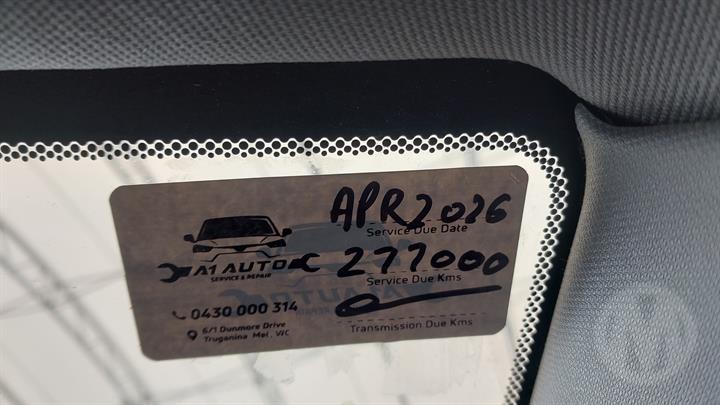 APR 2026
Service Due Date
277000
Service Due Kms
Transmission Due Kms
A1 AUTO
SERVICE & REPAIR
0430 000 314
6/1 Dunmore Drive
Truganina Mel, VIC